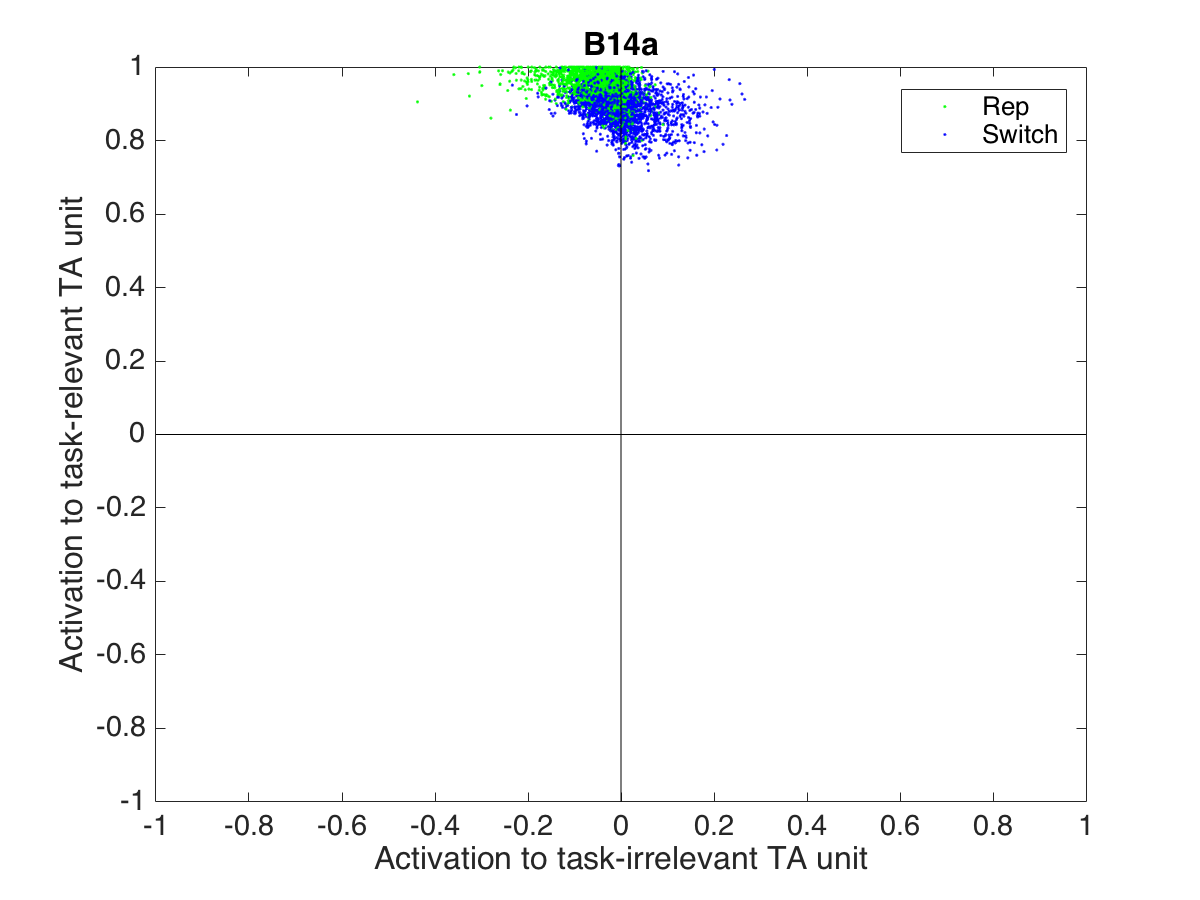 B14a
Rep
Switch
Activation to task-relevant TA unit
1
0.8
0.6
0.4
0.2
0
-0.2
-0.4
-0.6
-0.8
-1
-1 -0.8 -0.6 -0.4 -0.2 0 0.2 0.4 0.6 0.8 1
Activation to task-irrelevant TA unit